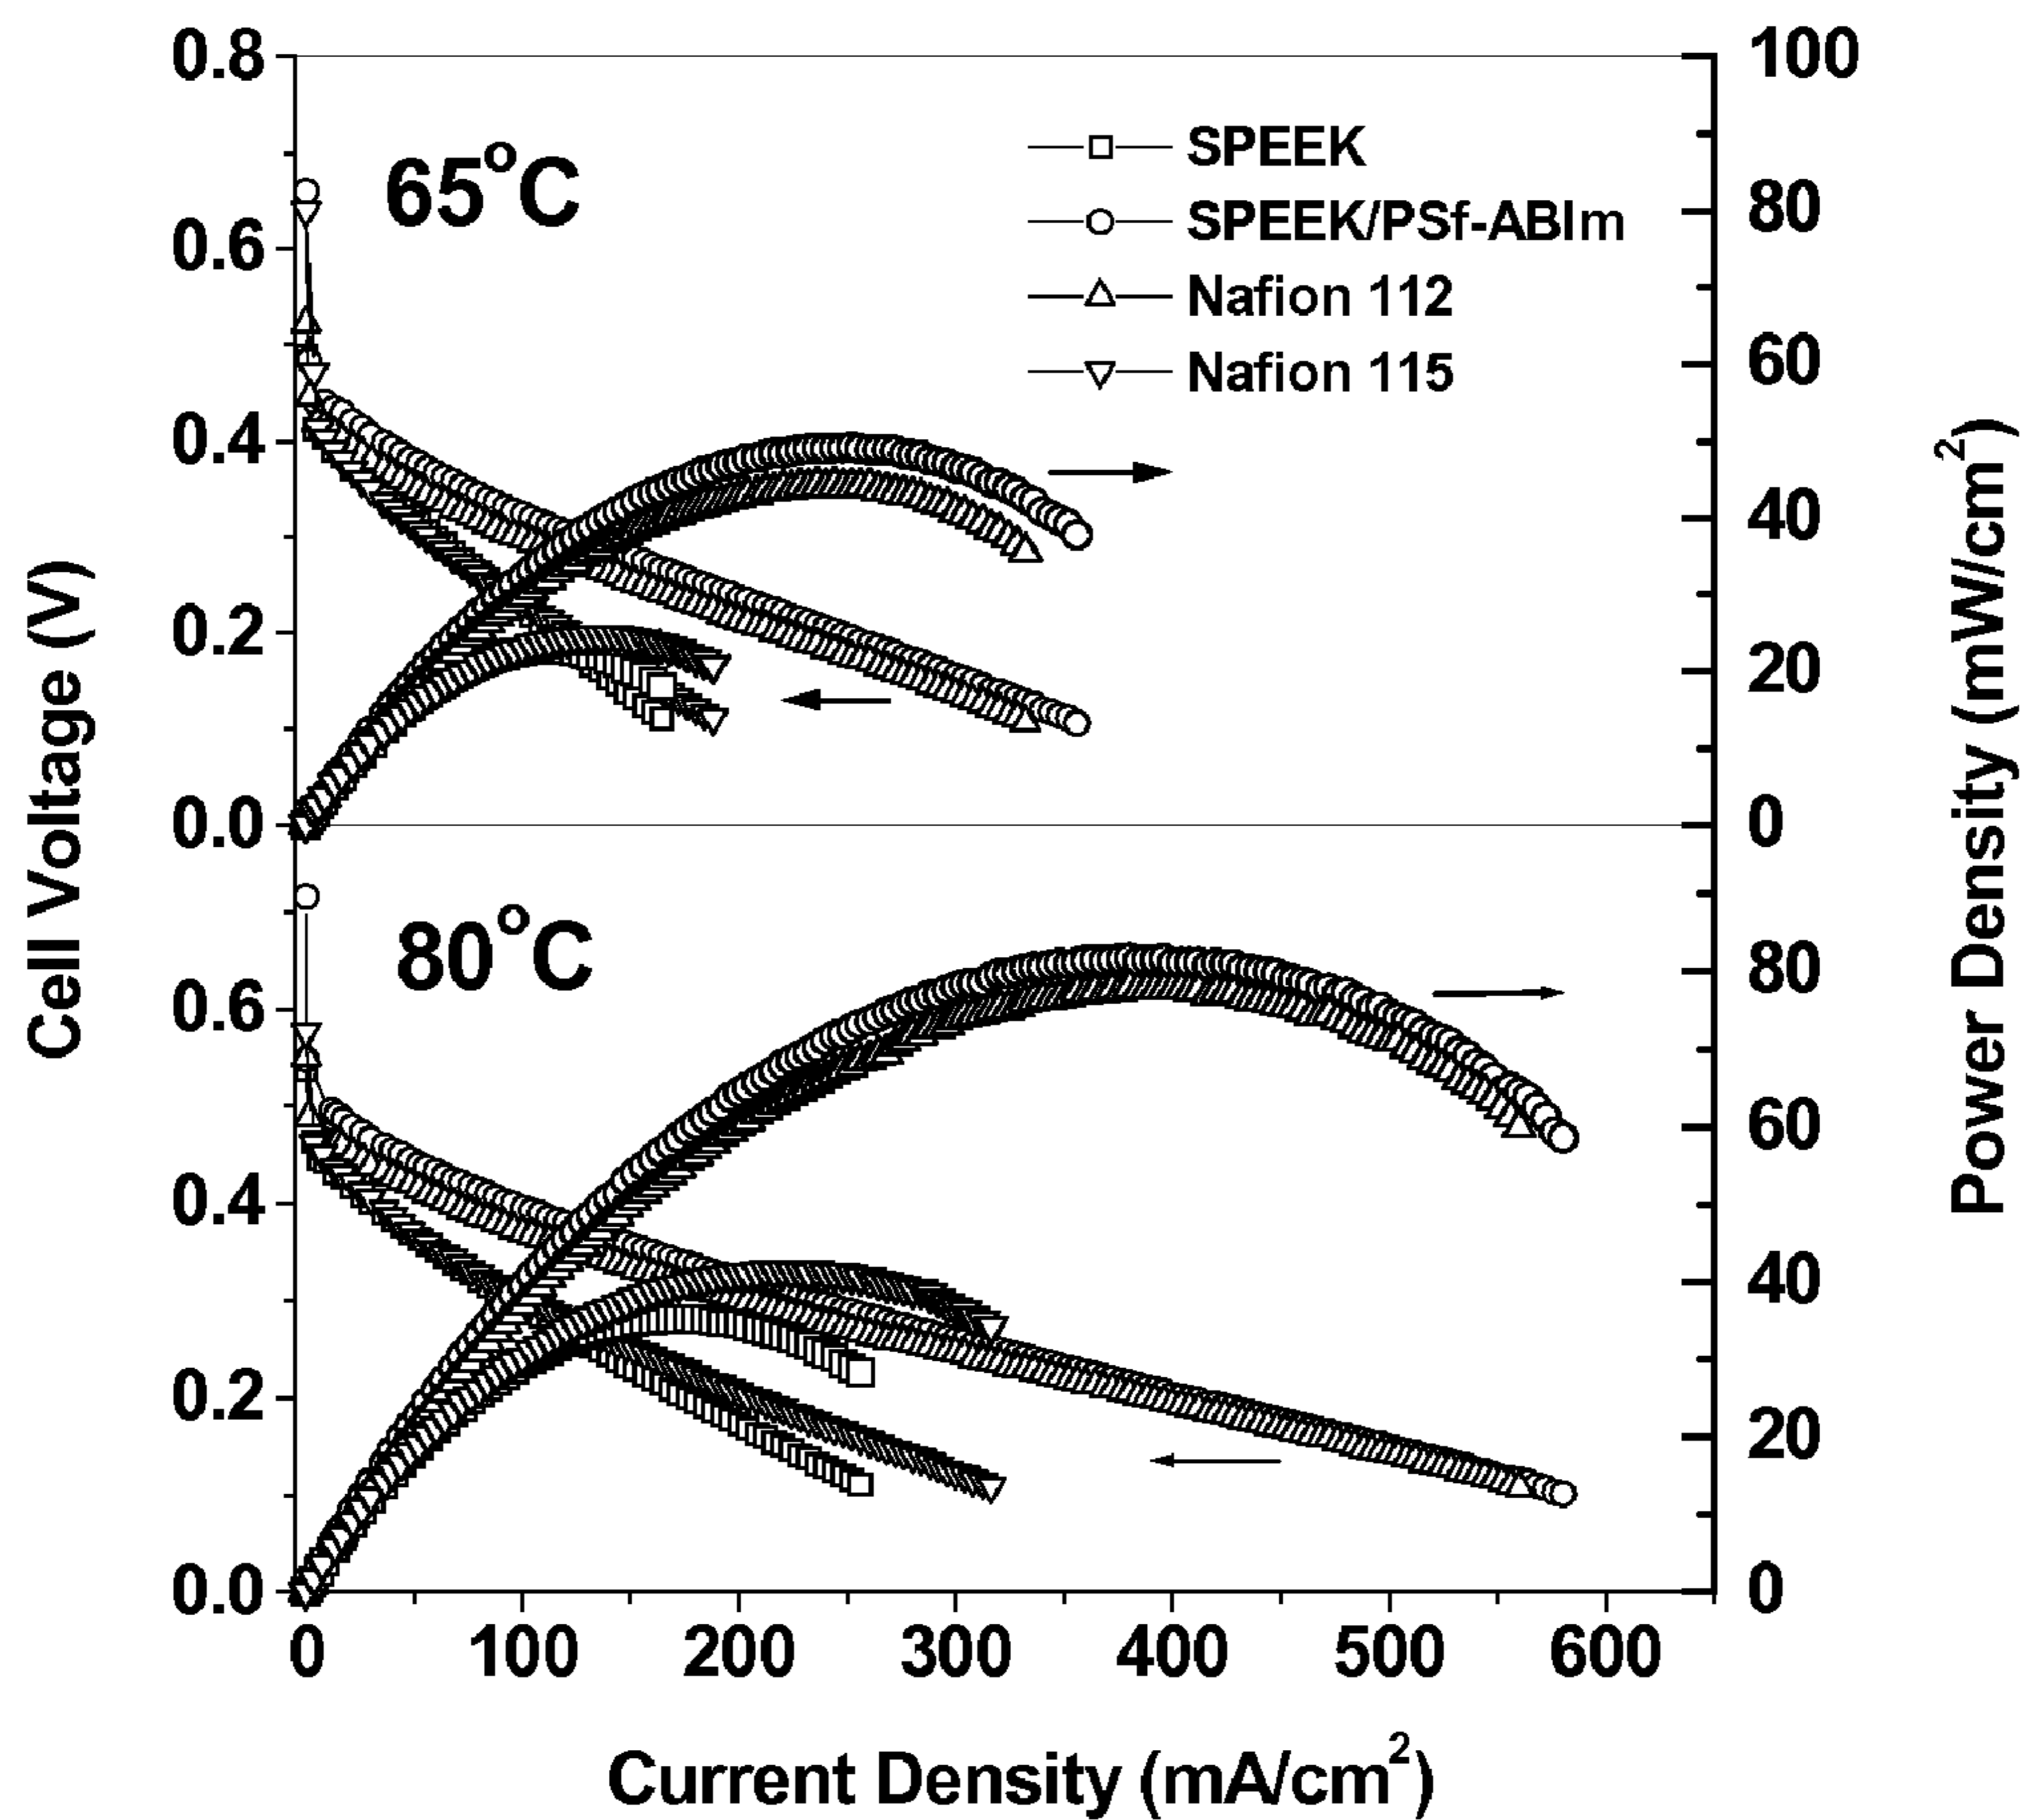 0.8
0.6
0.4
0.2
0.0
0.6
0.4
0.2
0.0
Cell Voltage (V)
65°C
80°C
SPEEK
SPEEK/PSf-ABIm
Nafion 112
Nafion 115
100
80
60
40
20
0
80
60
40
20
0
Power Density (mW/cm²)
0 100 200 300 400 500 600
Current Density (mA/cm²)